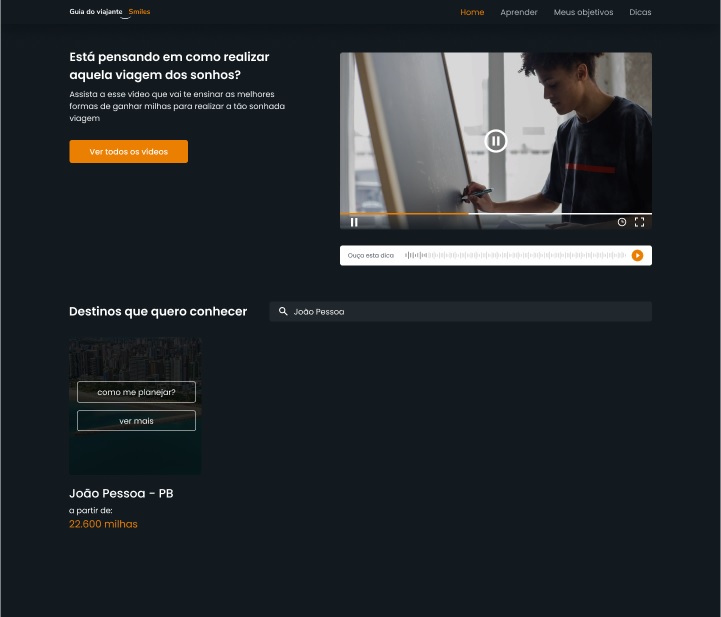 Guia do viajante Smiles
Home Aprender Meus objetivos Dicas
Está pensando em como realizar
aquela viagem dos sonhos?
Assista a esse video que vai te ensinar as melhores
formas de ganhar milhas para realizar a tão sonhada
viagem
Ver todos os videos
Ouça esta dica
Destinos que quero conhecer
João Pessoa
como me planejar?
ver mais
João Pessoa - PB
a partir de:
22.600 milhas